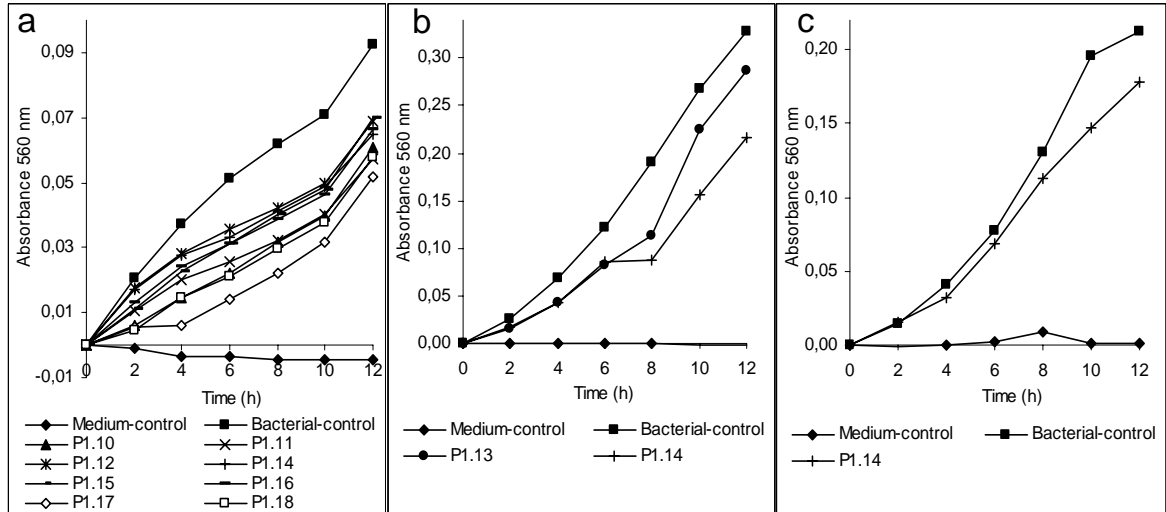 a
0,09
0,07
0,05
0,03
0,01
-0,01
Absorbance 560 nm
0 2 4 6 8 10 12
Time (h)
Medium-control Bacterial-control
P1.10 P1.11
P1.12 P1.14
P1.15 P1.16
P1.17 P1.18
b
0,30
0,25
0,20
0,15
0,10
0,05
0,00
Absorbance 560 nm
0 2 4 6 8 10 12
Time (h)
Medium-control Bacterial-control
P1.13 P1.14
c
0,20
0,15
0,10
0,05
0,00
Absorbance 560 nm
0 2 4 6 8 10 12
Time (h)
Medium-control Bacterial-control
P1.14